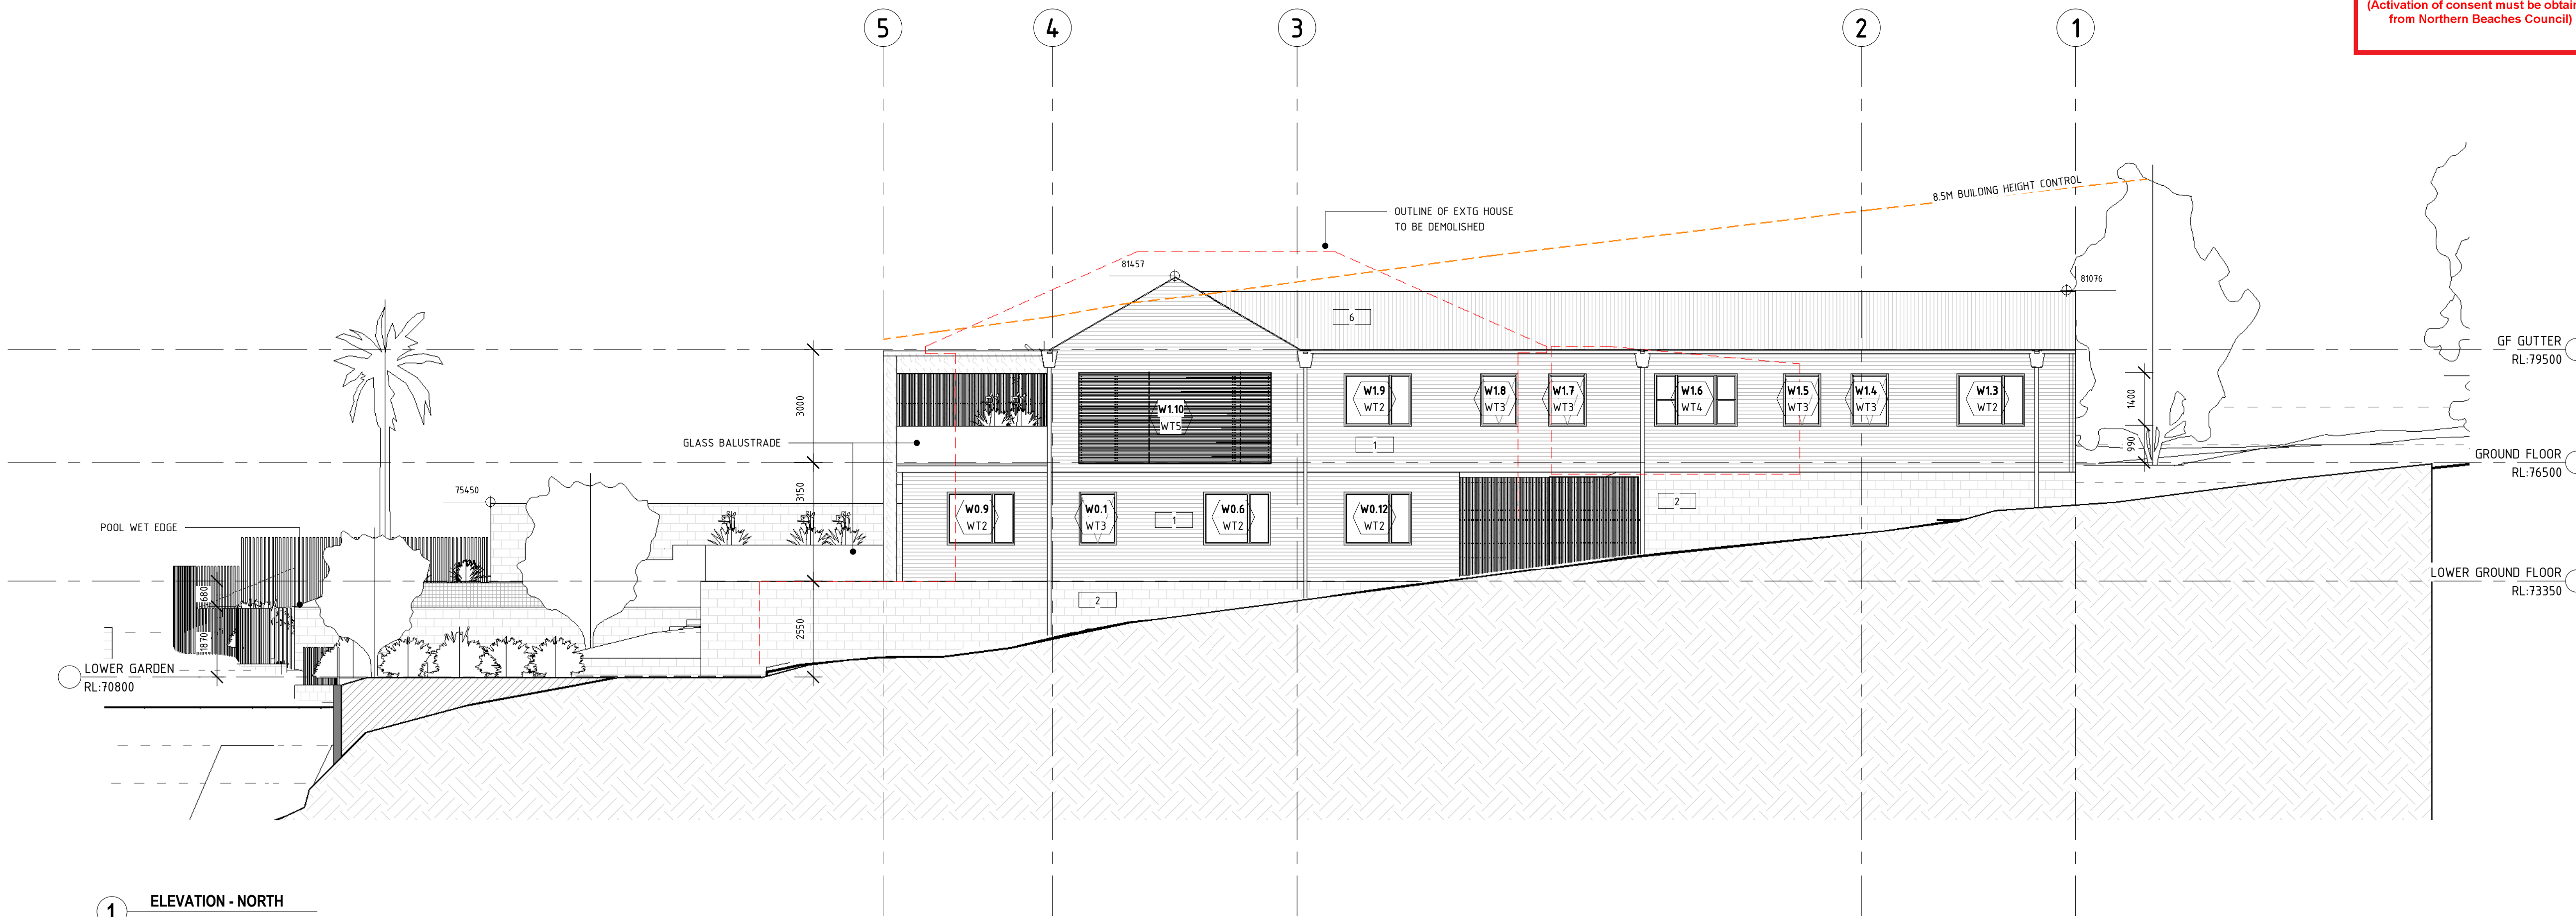 (Activation of consent must be obtain
from Northern Beaches Council)
5
4
3
2
1
8.5M BUILDING HEIGHT CONTROL
OUTLINE OF EXTG HOUSE
TO BE DEMOLISHED
81457
81076
6
GF GUTTER
RL:79500
3000
1400
990
W1.10
WT5
W1.9
WT2
W1.8
WT3
W1.7
WT3
W1.6
WT4
W1.5
WT3
W1.4
WT3
W1.3
WT2
GLASS BALUSTRADE
1
GROUND FLOOR
RL:76500
75450
3150
POOL WET EDGE
W0.9
WT2
W0.1
WT3
1
W0.6
WT2
W0.12
WT2
2
LOWER GROUND FLOOR
RL:73350
680
1870
2550
2
LOWER GARDEN
RL:70800
1
ELEVATION - NORTH